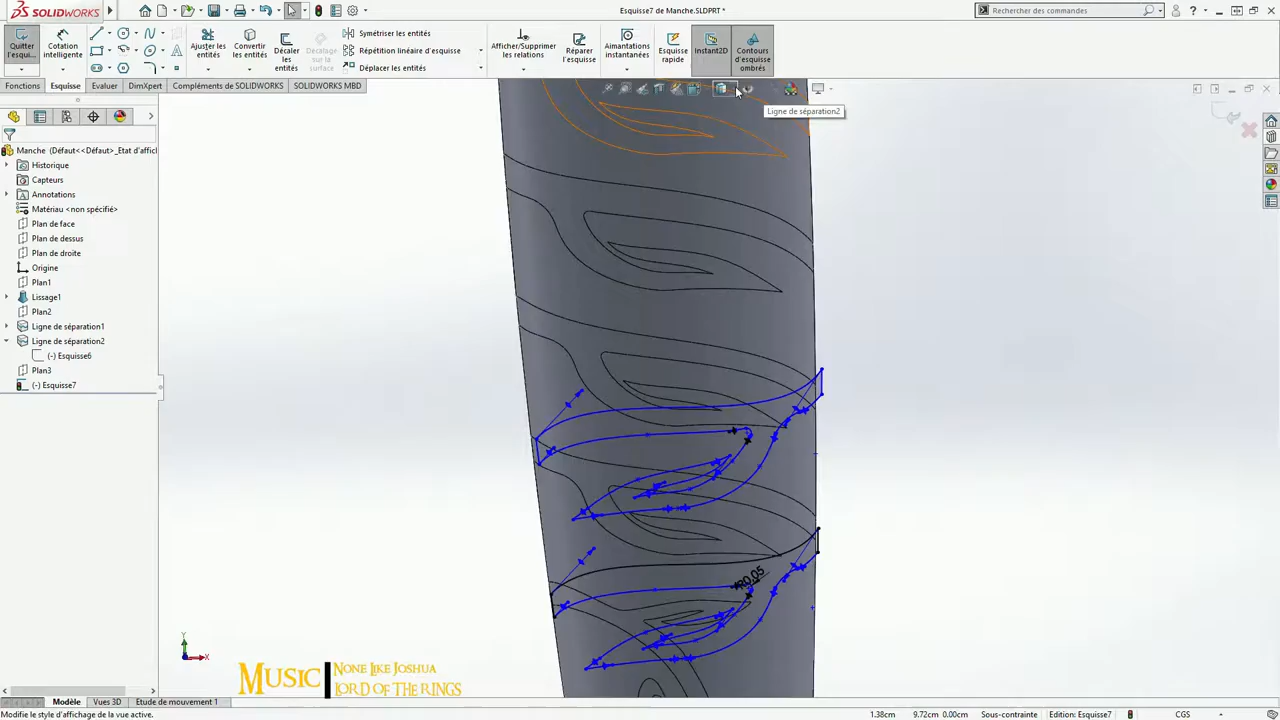 SOLIDWORKS
Esquisse7 de Manche.SLDPRT *
Rechercher des commandes
Quitter l'esqui...
Cotation intelligente
Ajuster les entités
Convertir les entités
Décaler les entités
Décalage sur la surface
Symétriser les entités
Répétition linéaire d'esquisse
Déplacer les entités
Afficher/Supprimer les relations
Réparer l'esquisse
Aimantations instantanées
Esquisse rapide
Instant2D
Contours d'esquisse ombrés
Fonctions
Esquisse
Evaluer
DimXpert
Compléments de SOLIDWORKS
SOLIDWORKS MBD
Ligne de séparation2
Manche (Défaut<<Défaut>_Etat d'affici
Historique
Capteurs
Annotations
Matériau <non spécifié>
Plan de face
Plan de dessus
Plan de droite
Origine
Plan1
Lissage1
Plan2
Ligne de séparation1
Ligne de séparation2
(-) Esquisse6
Plan3
(-) Esquisse7
R0.05
Y
X
Music
None Like Joshua
Lord of The rings
Modèle
Vues 3D
Etude de mouvement 1
Modifie le style d'affichage de la vue active.
1.38cm
9.72cm
0.00cm
Sous-contrainte
Edition: Esquisse7
CGS